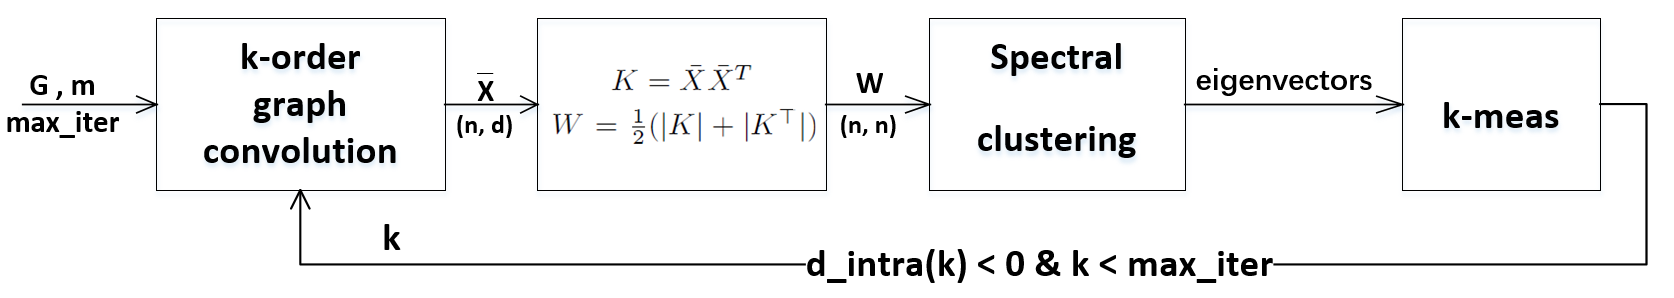 G , m
max_iter
k-order
graph
convolution
X̄
(n, d)
K = X̄ X̄^T
W = 1/2(|K| + |K^⊤|)
W
(n, n)
Spectral
clustering
eigenvectors
k-meas
k
d_intra(k) < 0 & k < max_iter